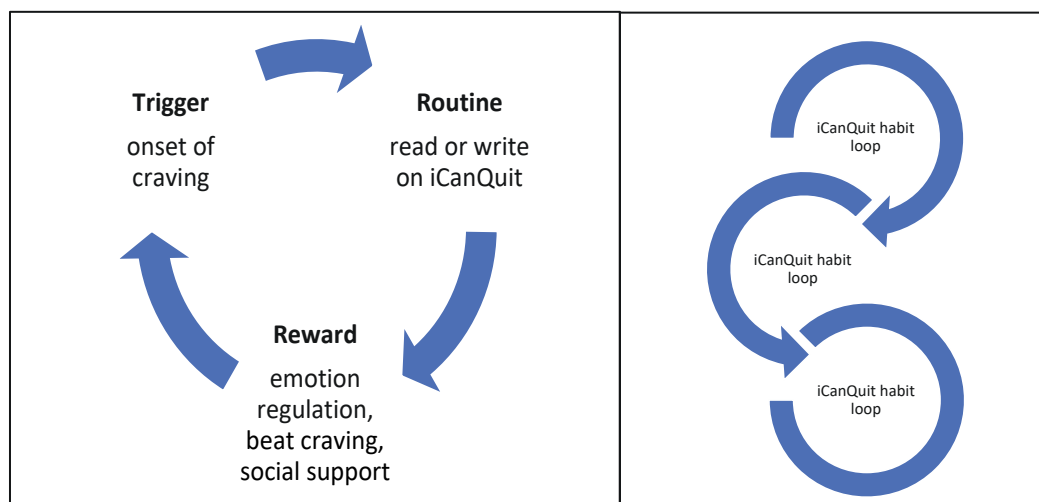 Trigger
onset of
craving
Routine
read or write
on iCanQuit
Reward
emotion
regulation,
beat craving,
social support
iCanQuit habit
loop
iCanQuit habit
loop
iCanQuit habit
loop